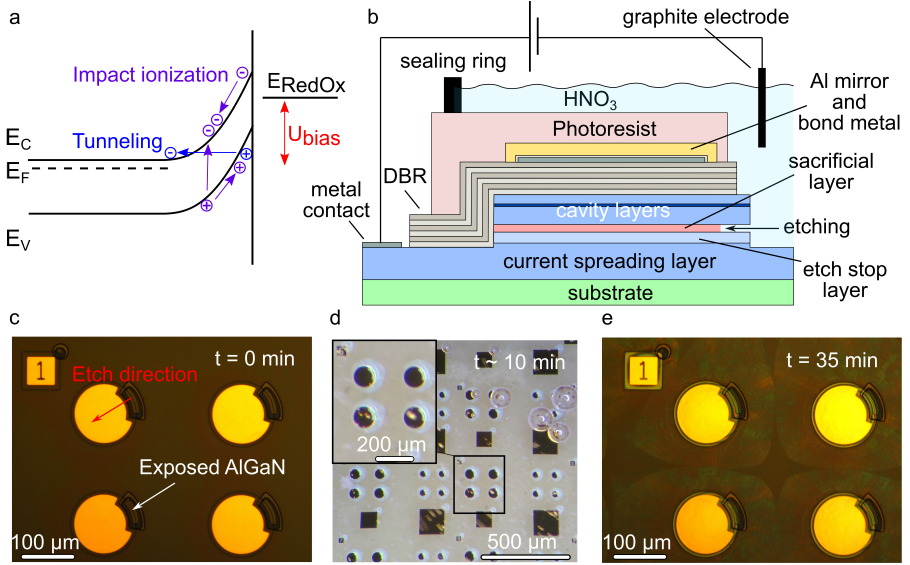 a
Impact ionization
E_RedOx
Tunneling
U_bias
E_C
E_F
E_V
b
graphite electrode
sealing ring
HNO₃
Al mirror
and
bond metal
Photoresist
sacrificial
layer
DBR
metal
contact
cavity layers
etching
current spreading layer
etch stop
layer
substrate
c
1
t = 0 min
Etch direction
Exposed AlGaN
100 µm
d
t ~ 10 min
200 µm
500 µm
e
1
t = 35 min
100 µm